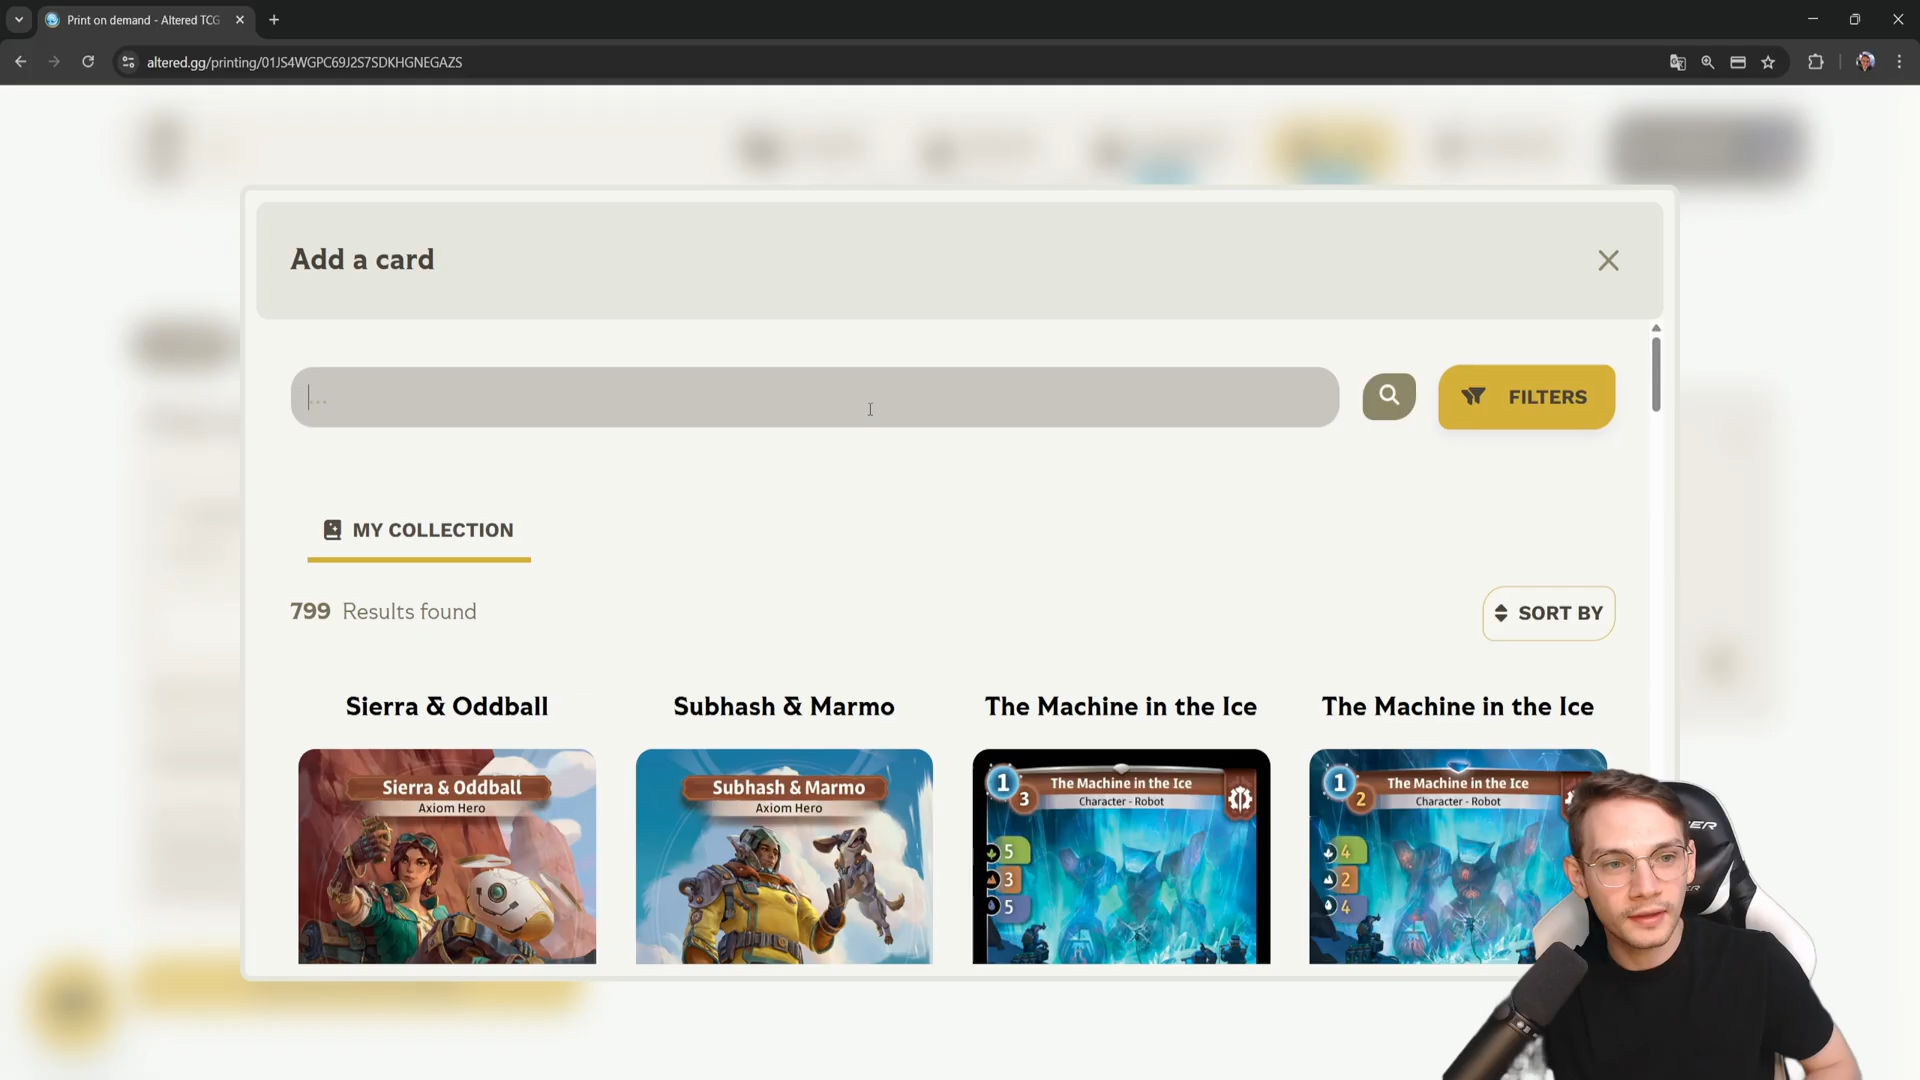 Print on demand - Altered TCG
altered.gg/printing/01JS4WGPC69J2S7SDKHGNEGAZS
Add a card
...
FILTERS
MY COLLECTION
799 Results found
SORT BY
Sierra & Oddball
Subhash & Marmo
The Machine in the Ice
The Machine in the Ice
Sierra & Oddball
Axiom Hero
Subhash & Marmo
Axiom Hero
1
3
The Machine in the Ice
Character - Robot
5
3
5
1
2
The Machine in the Ice
Character - Robot
4
2
4